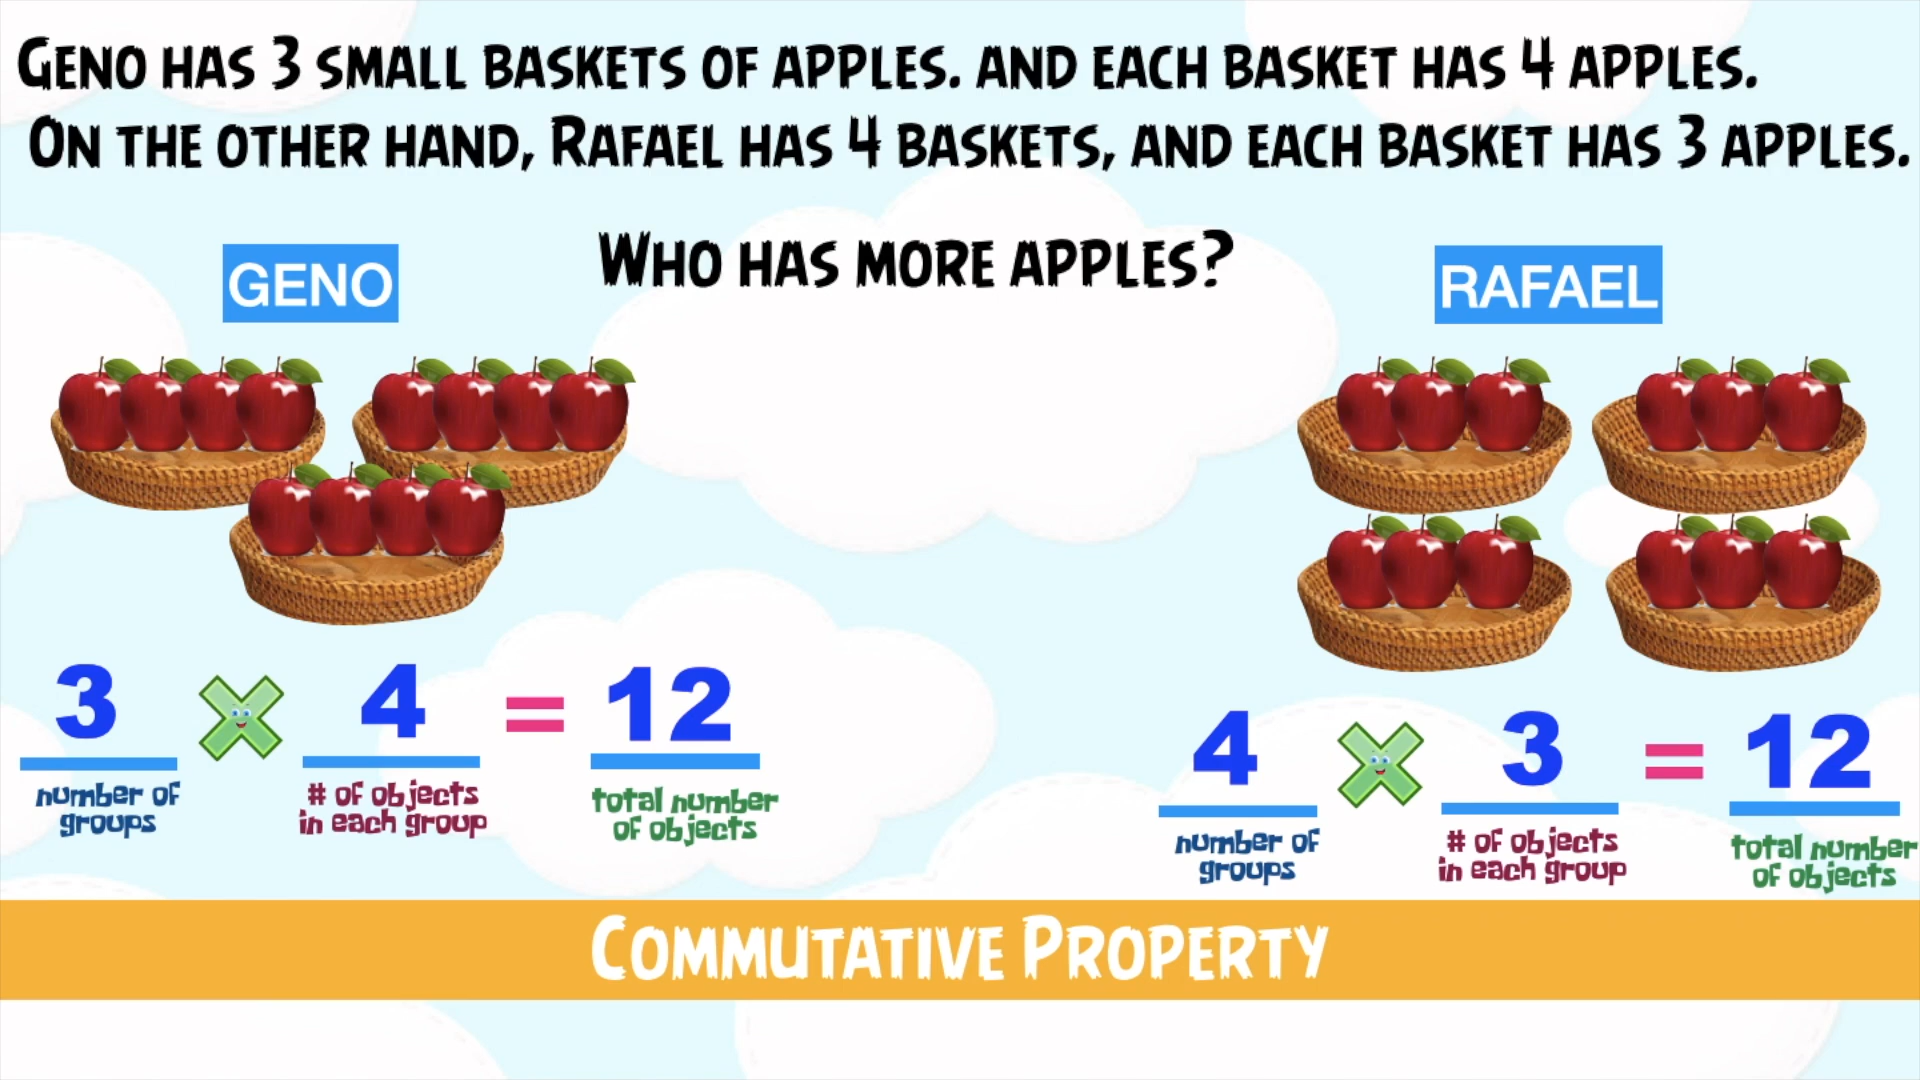 GENO HAS 3 SMALL BASKETS OF APPLES. AND EACH BASKET HAS 4 APPLES.
ON THE OTHER HAND, RAFAEL HAS 4 BASKETS, AND EACH BASKET HAS 3 APPLES.
WHO HAS MORE APPLES?
GENO
RAFAEL
3 × 4 = 12
number of groups
# of objects in each group
total number of objects
4 × 3 = 12
number of groups
# of objects in each group
total number of objects
COMMUTATIVE PROPERTY